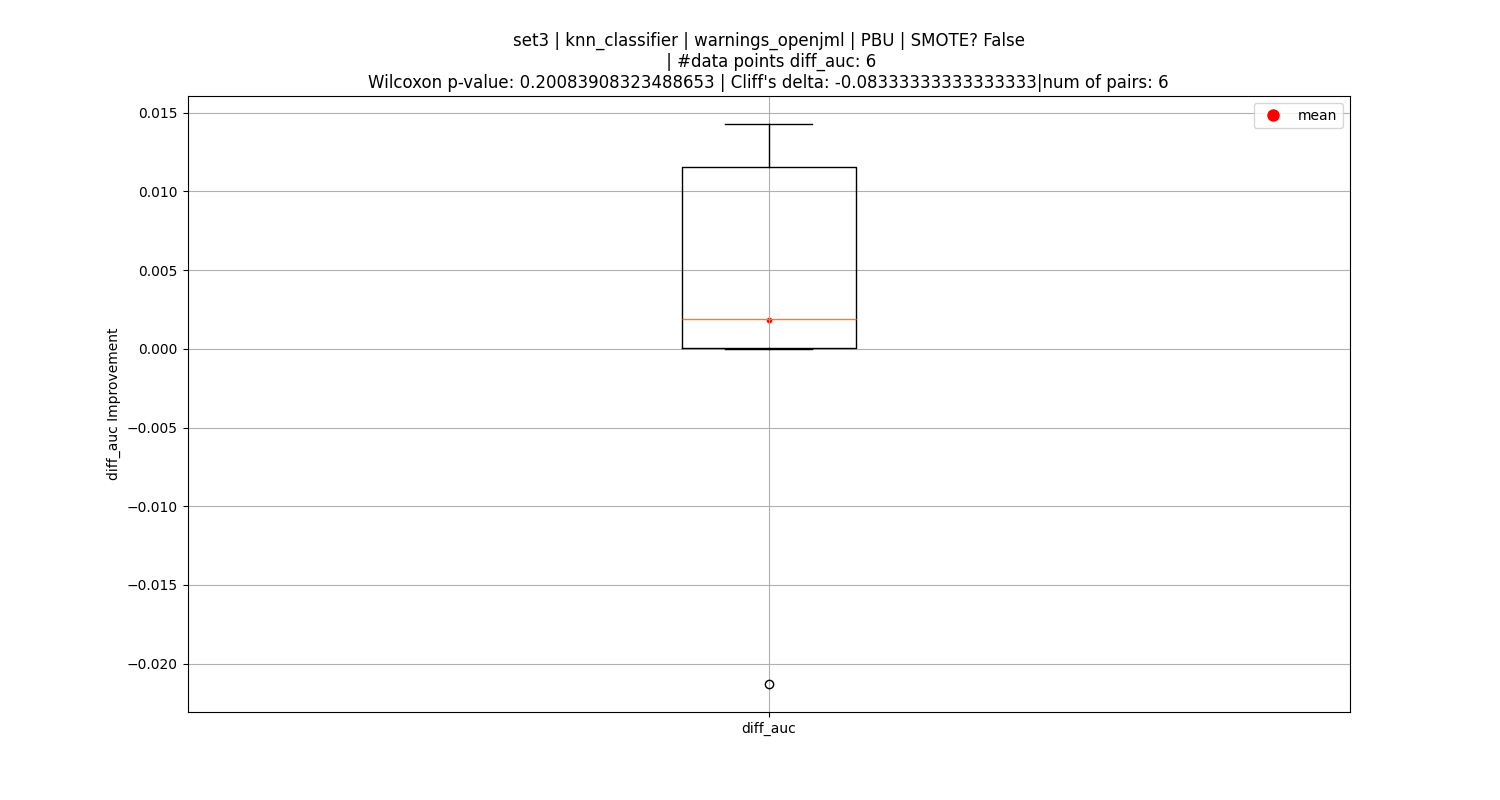 set3 | knn_classifier | warnings_openjml | PBU | SMOTE? False
| #data points diff_auc: 6
Wilcoxon p-value: 0.20083908323488653 | Cliff's delta: -0.08333333333333333|num of pairs: 6
mean
0.015
0.010
0.005
0.000
−0.005
−0.010
−0.015
−0.020
diff_auc Improvement
diff_auc